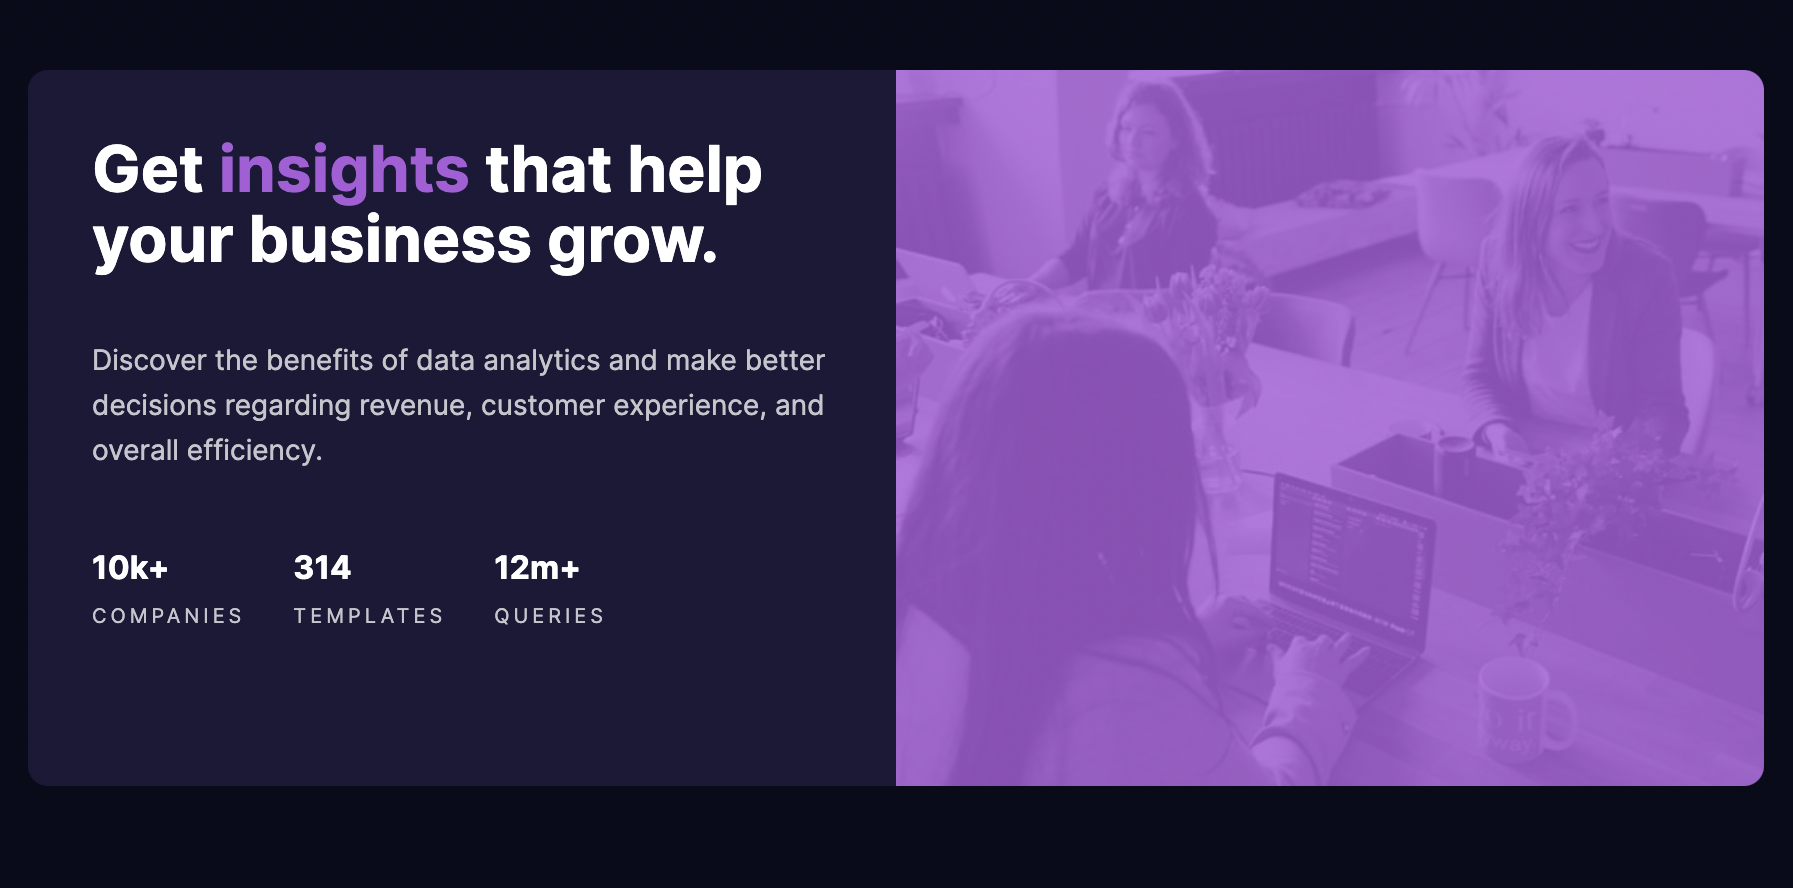 Get insights that help
your business grow.
Discover the benefits of data analytics and make better
decisions regarding revenue, customer experience, and
overall efficiency.
10k+ 314 12m+
COMPANIES TEMPLATES QUERIES